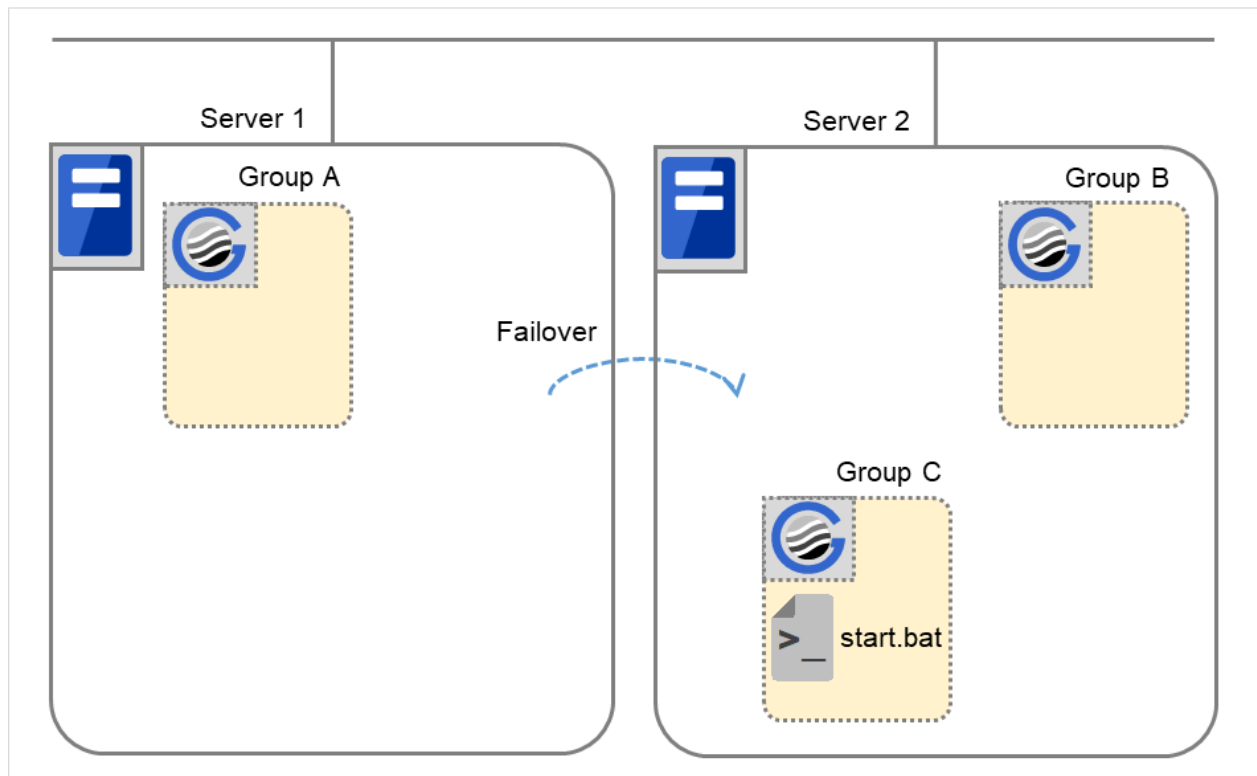 Server 1
Server 2
Group A
Group B
Failover
Group C
>_ start.bat